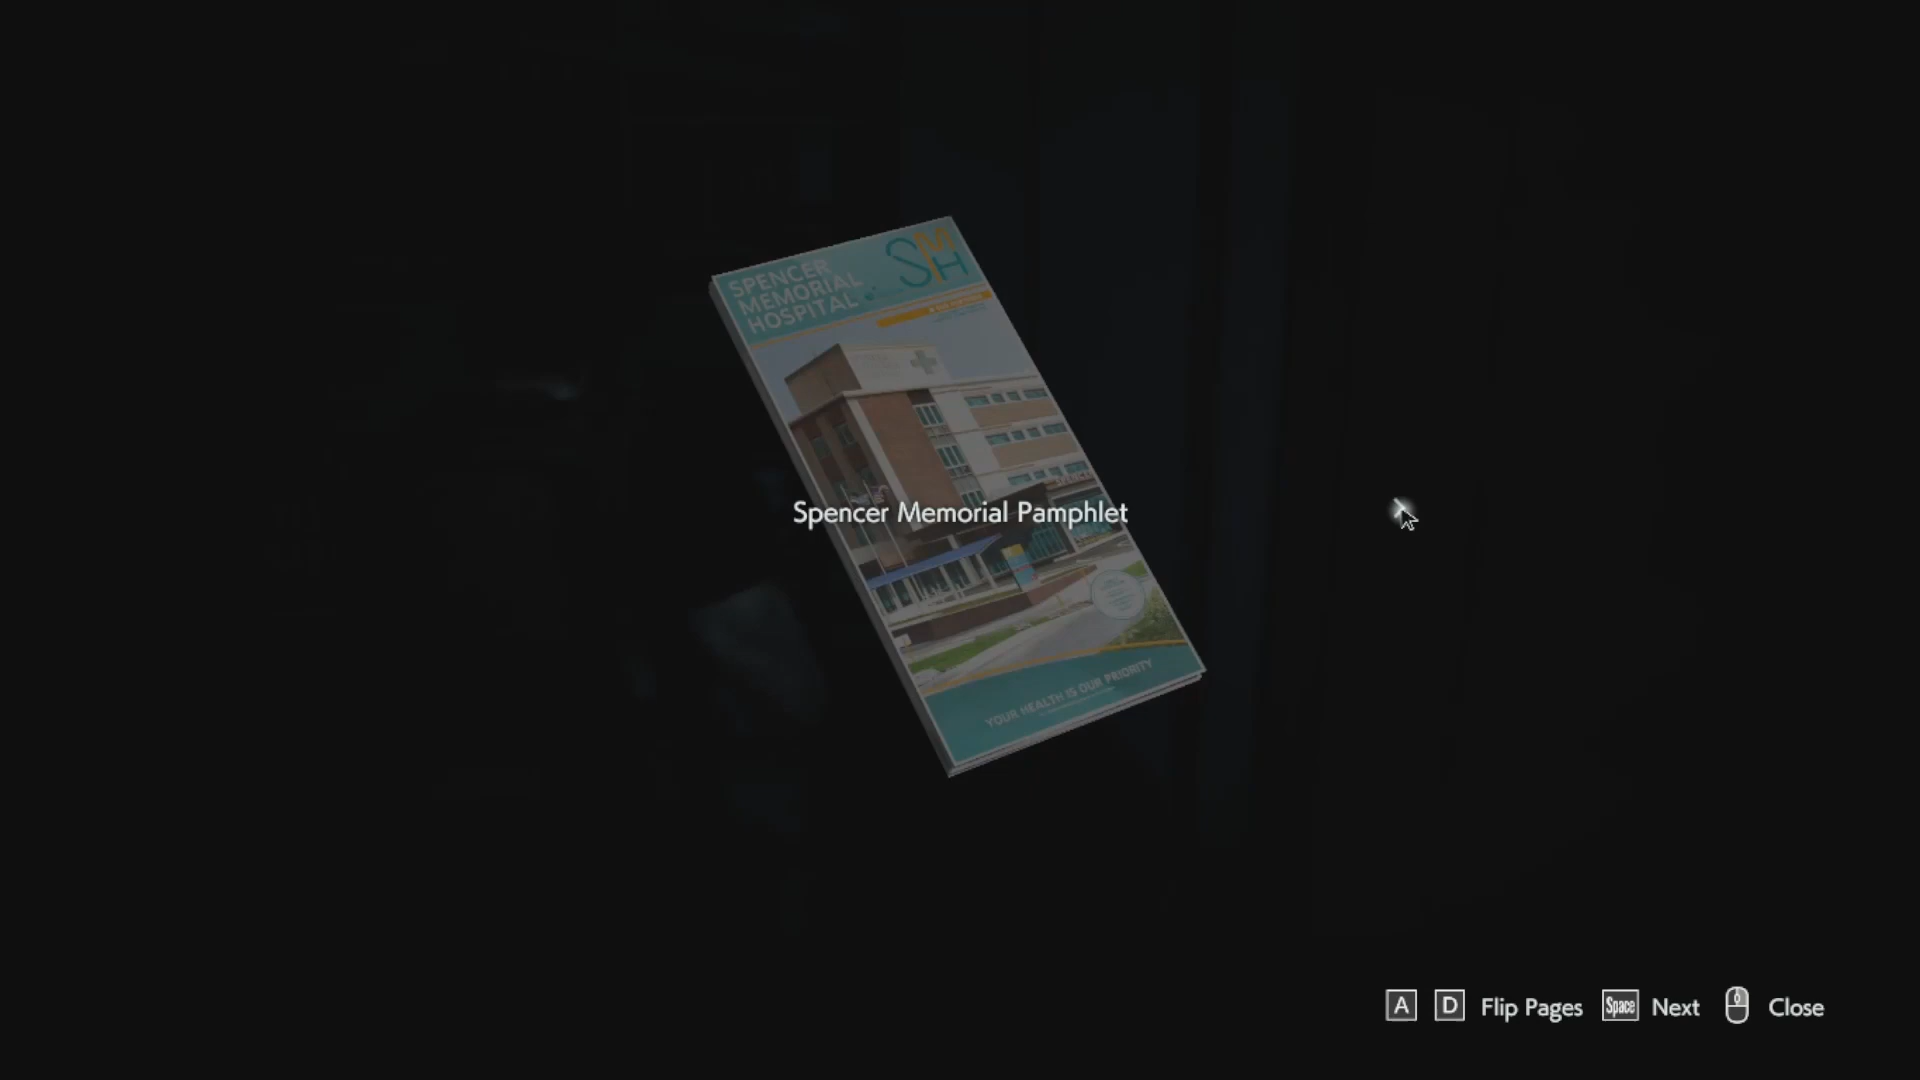 SPENCER
MEMORIAL
HOSPITAL
SMH
Spencer Memorial Pamphlet
YOUR HEALTH IS OUR PRIORITY
A D Flip Pages Space Next Close